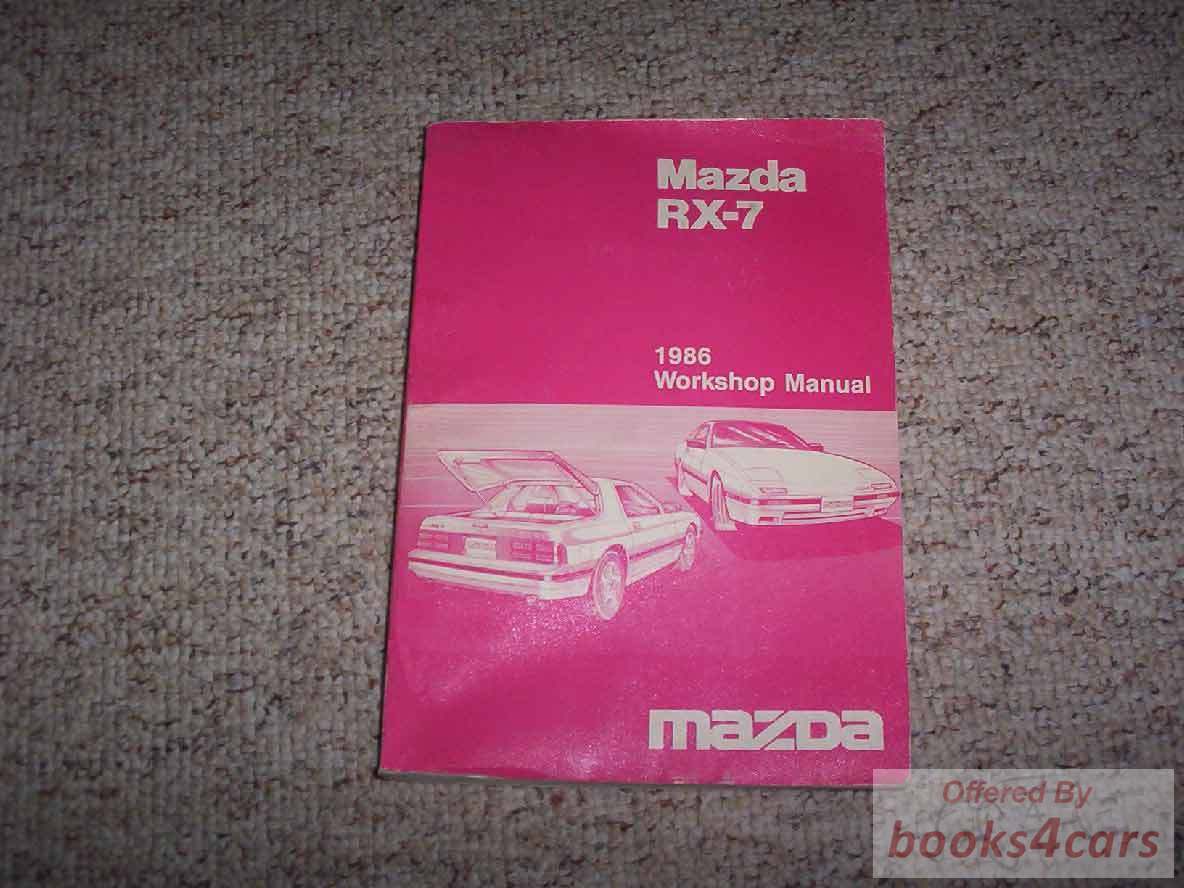 Mazda
RX-7
1986
Workshop Manual
mazda
Offered By
books4cars